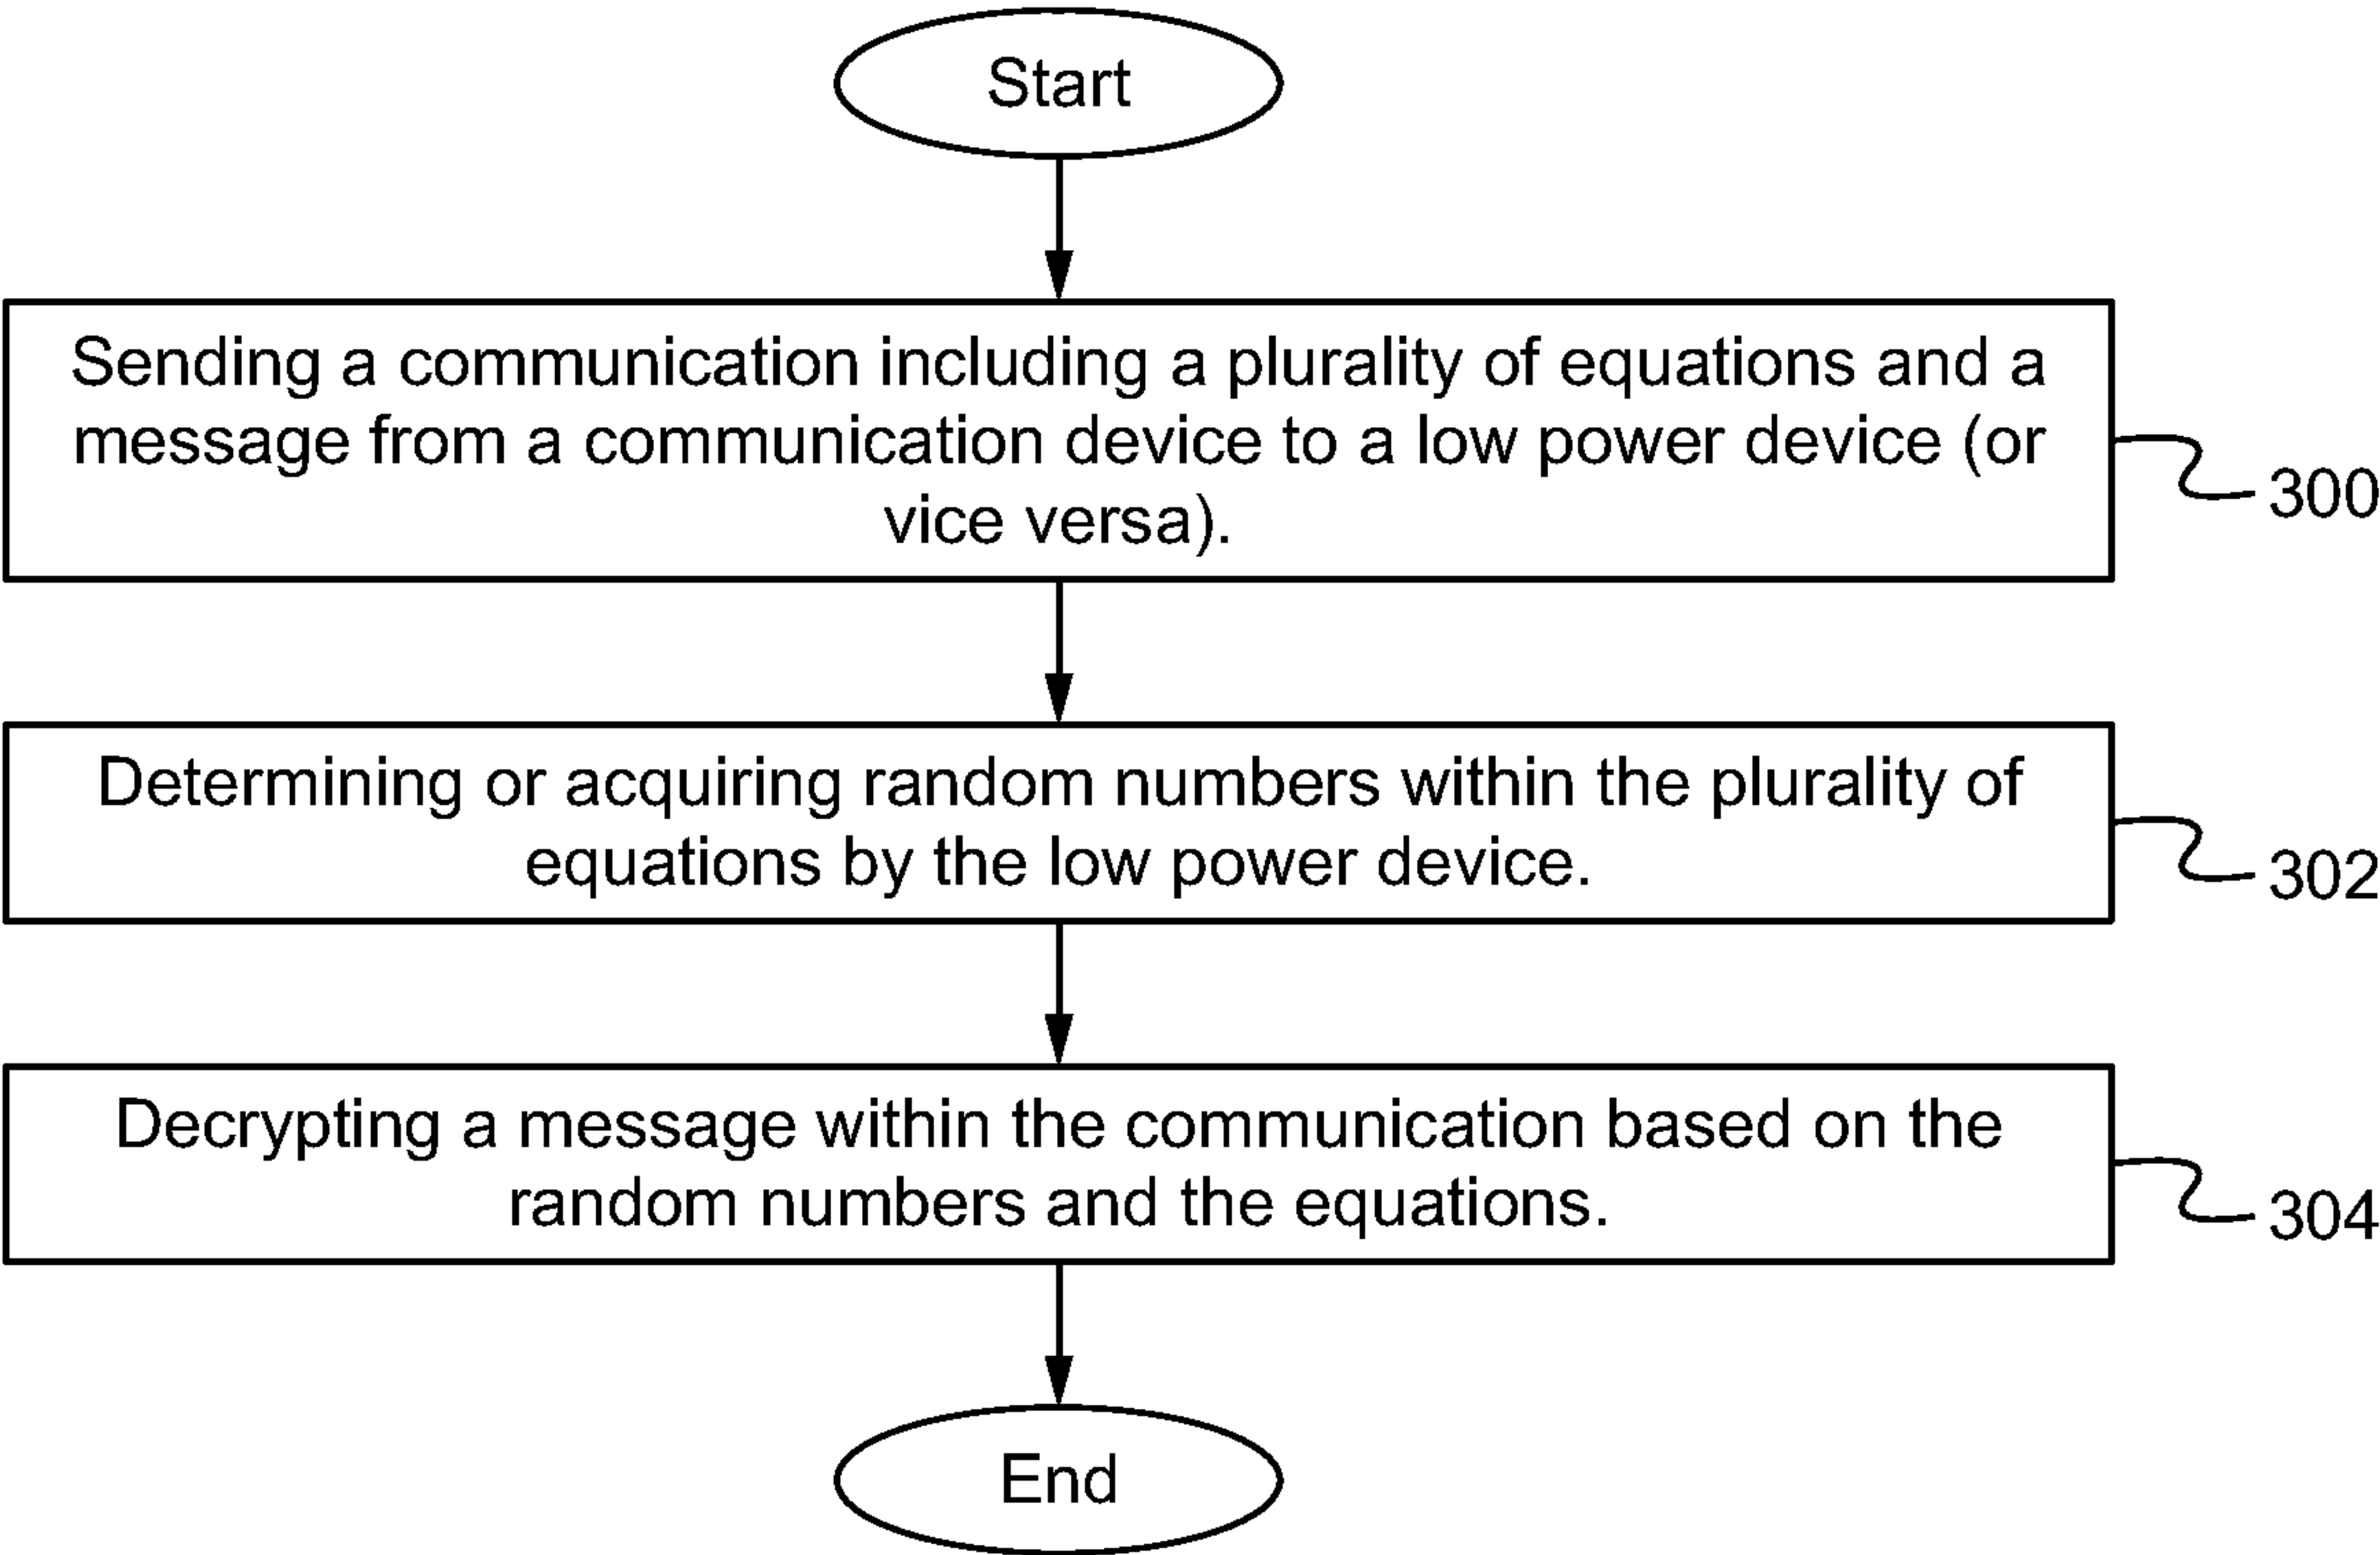 Start
Sending a communication including a plurality of equations and a
message from a communication device to a low power device (or
vice versa).
300
Determining or acquiring random numbers within the plurality of
equations by the low power device.
302
Decrypting a message within the communication based on the
random numbers and the equations.
304
End